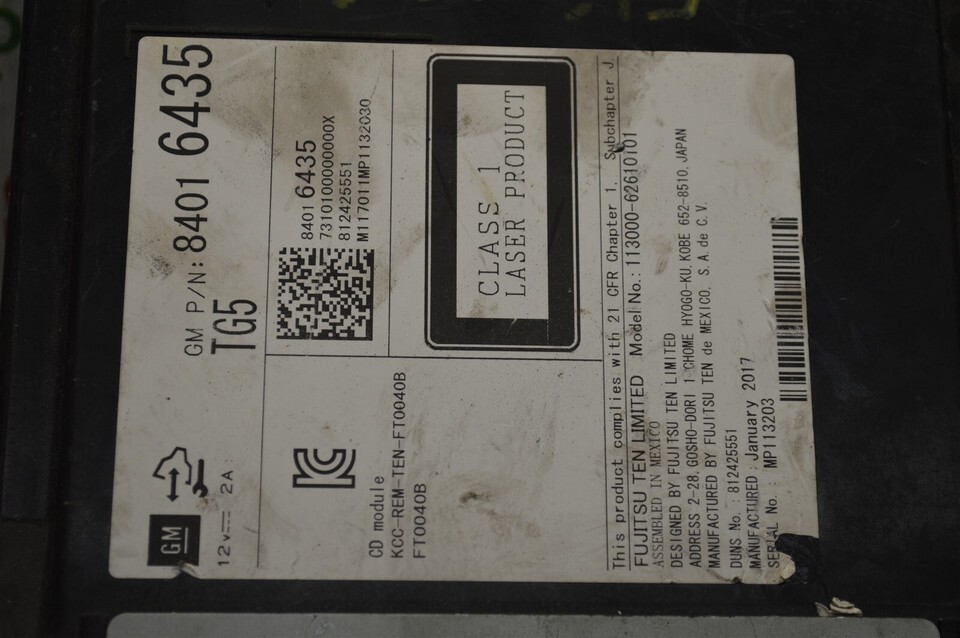 GM
GM P/N: 8401 6435
12v 2A
TG5
8401 6435
73101000000000X
812425551
M117011MP1132030
CD module
KCC-REM-TEN-FT0040B
FT0040B
CLASS 1
LASER PRODUCT
This product complies with 21 CFR Chapter 1, Subchapter J.
FUJITSU TEN LIMITED Model No.: 113000-62610101
ASSEMBLED IN MEXICO
DESIGNED BY FUJITSU TEN LIMITED
ADDRESS 2-28, GOSHO-DORI 1 CHOME HYOGO-KU, KOBE 652-8510, JAPAN
MANUFACTURED BY FUJITSU TEN de MEXICO, S.A. de C.V.
DUNS No. : 812425551
MANUFACTURED : January 2017
SERIAL No. : MP113203